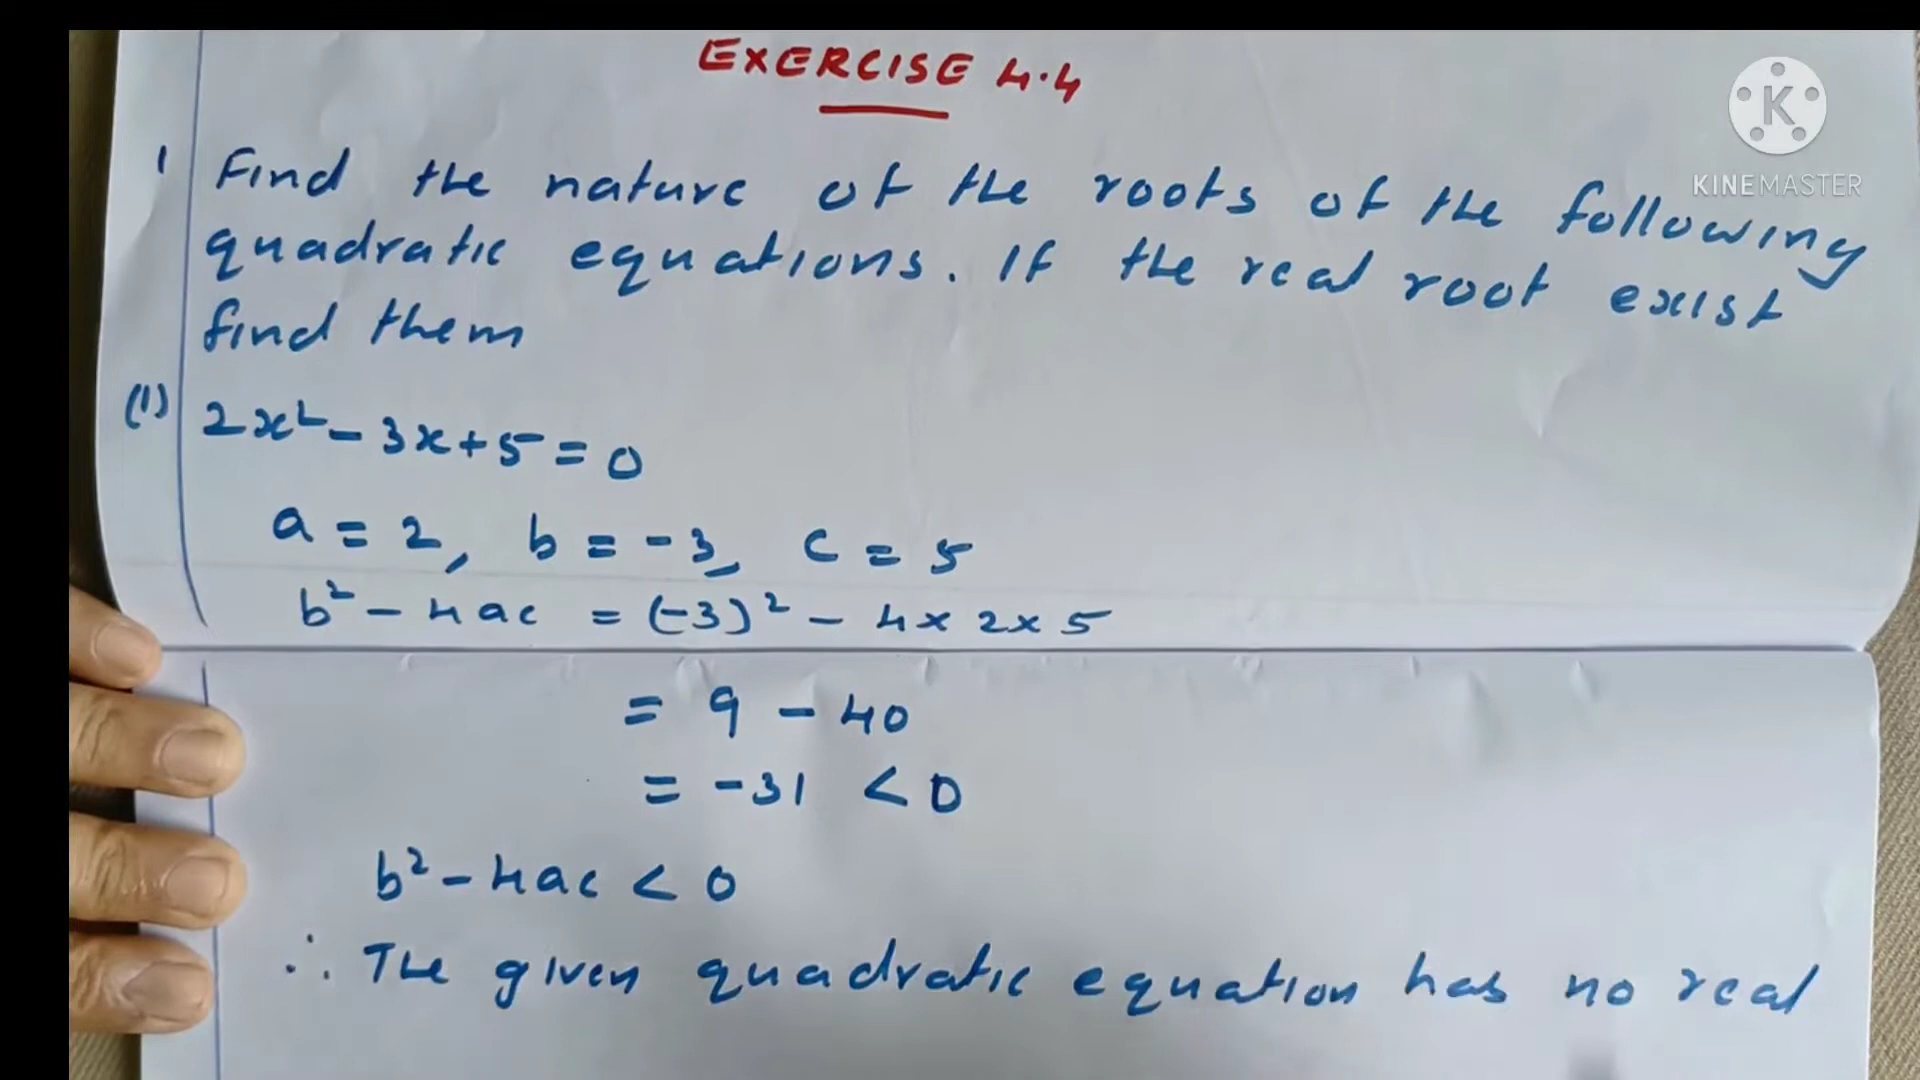 EXERCISE 4.4
K
KINEMASTER
1 Find the nature of the roots of the following
quadratic equations. If the real root exist
find them
(1) 2x² - 3x + 5 = 0
a = 2, b = -3, c = 5
b² - 4ac = (-3)² - 4 x 2 x 5
= 9 - 40
= -31 < 0
b² - 4ac < 0
∴ The given quadratic equation has no real